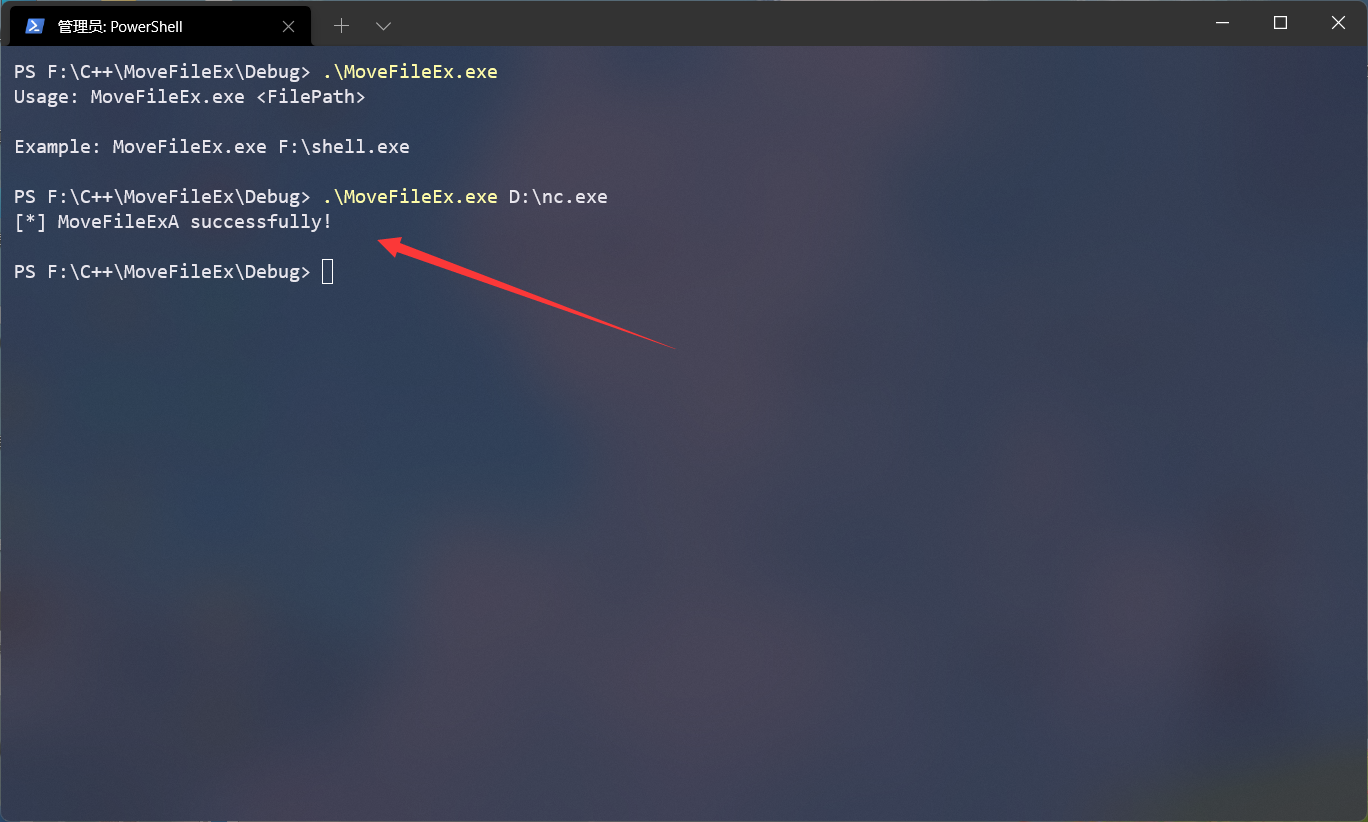 管理员: PowerShell
PS F:\C++\MoveFileEx\Debug> .\MoveFileEx.exe
Usage: MoveFileEx.exe <FilePath>
Example: MoveFileEx.exe F:\shell.exe
PS F:\C++\MoveFileEx\Debug> .\MoveFileEx.exe D:\nc.exe
[*] MoveFileExA successfully!
PS F:\C++\MoveFileEx\Debug>